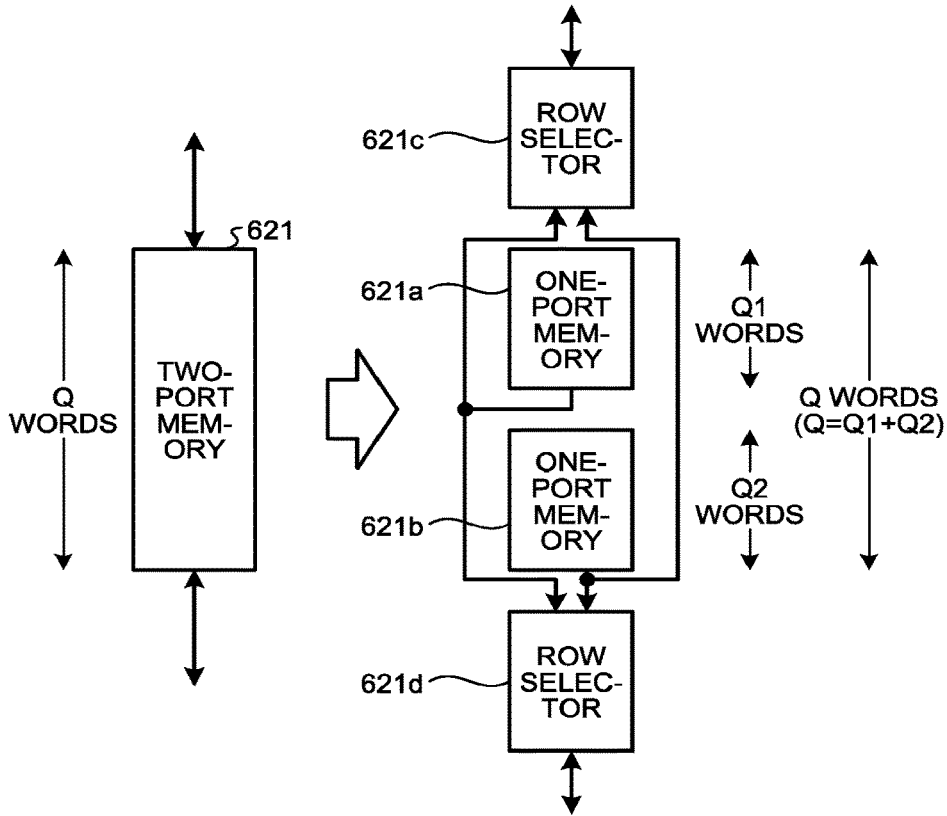 621
Q
WORDS
TWO-
PORT
MEM-
ORY
621c
ROW
SELEC-
TOR
621a
ONE-
PORT
MEM-
ORY
Q1
WORDS
Q WORDS
(Q=Q1+Q2)
621b
ONE-
PORT
MEM-
ORY
Q2
WORDS
621d
ROW
SELEC-
TOR